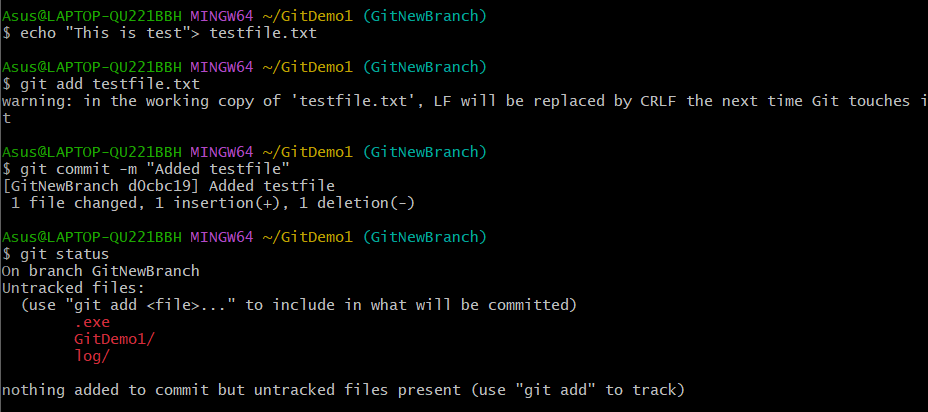 Asus@LAPTOP-QU221BBH MINGW64 ~/GitDemo1 (GitNewBranch)
$ echo "This is test"> testfile.txt
Asus@LAPTOP-QU221BBH MINGW64 ~/GitDemo1 (GitNewBranch)
$ git add testfile.txt
warning: in the working copy of 'testfile.txt', LF will be replaced by CRLF the next time Git touches i
t
Asus@LAPTOP-QU221BBH MINGW64 ~/GitDemo1 (GitNewBranch)
$ git commit -m "Added testfile"
[GitNewBranch d0cbc19] Added testfile
 1 file changed, 1 insertion(+), 1 deletion(-)
Asus@LAPTOP-QU221BBH MINGW64 ~/GitDemo1 (GitNewBranch)
$ git status
On branch GitNewBranch
Untracked files:
  (use "git add <file>..." to include in what will be committed)
        .exe
        GitDemo1/
        log/
nothing added to commit but untracked files present (use "git add" to track)